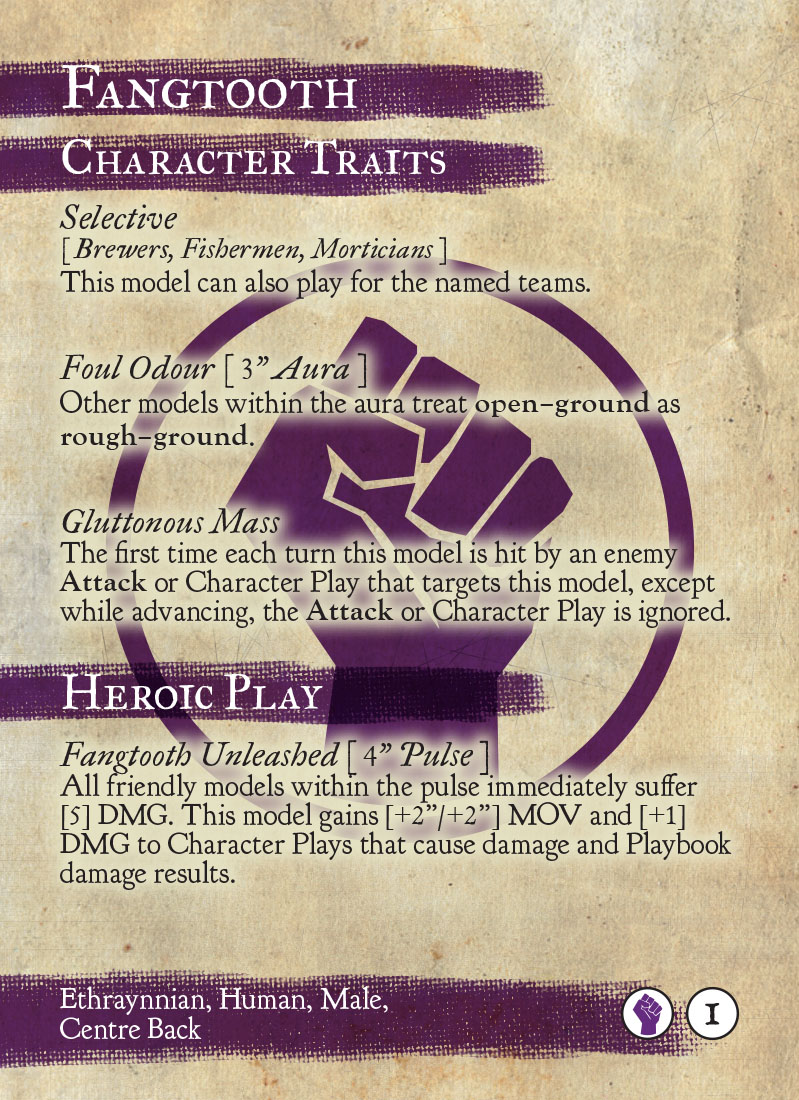 Fangtooth
Character Traits
Selective
[ Brewers, Fishermen, Morticians ]
This model can also play for the named teams.
Foul Odour [ 3” Aura ]
Other models within the aura treat open-ground as
rough-ground.
Gluttonous Mass
The first time each turn this model is hit by an enemy
Attack or Character Play that targets this model, except
while advancing, the Attack or Character Play is ignored.
Heroic Play
Fangtooth Unleashed [ 4” Pulse ]
All friendly models within the pulse immediately suffer
[5] DMG. This model gains [+2”/+2”] MOV and [+1]
DMG to Character Plays that cause damage and Playbook
damage results.
Ethraynnian, Human, Male,
Centre Back
1